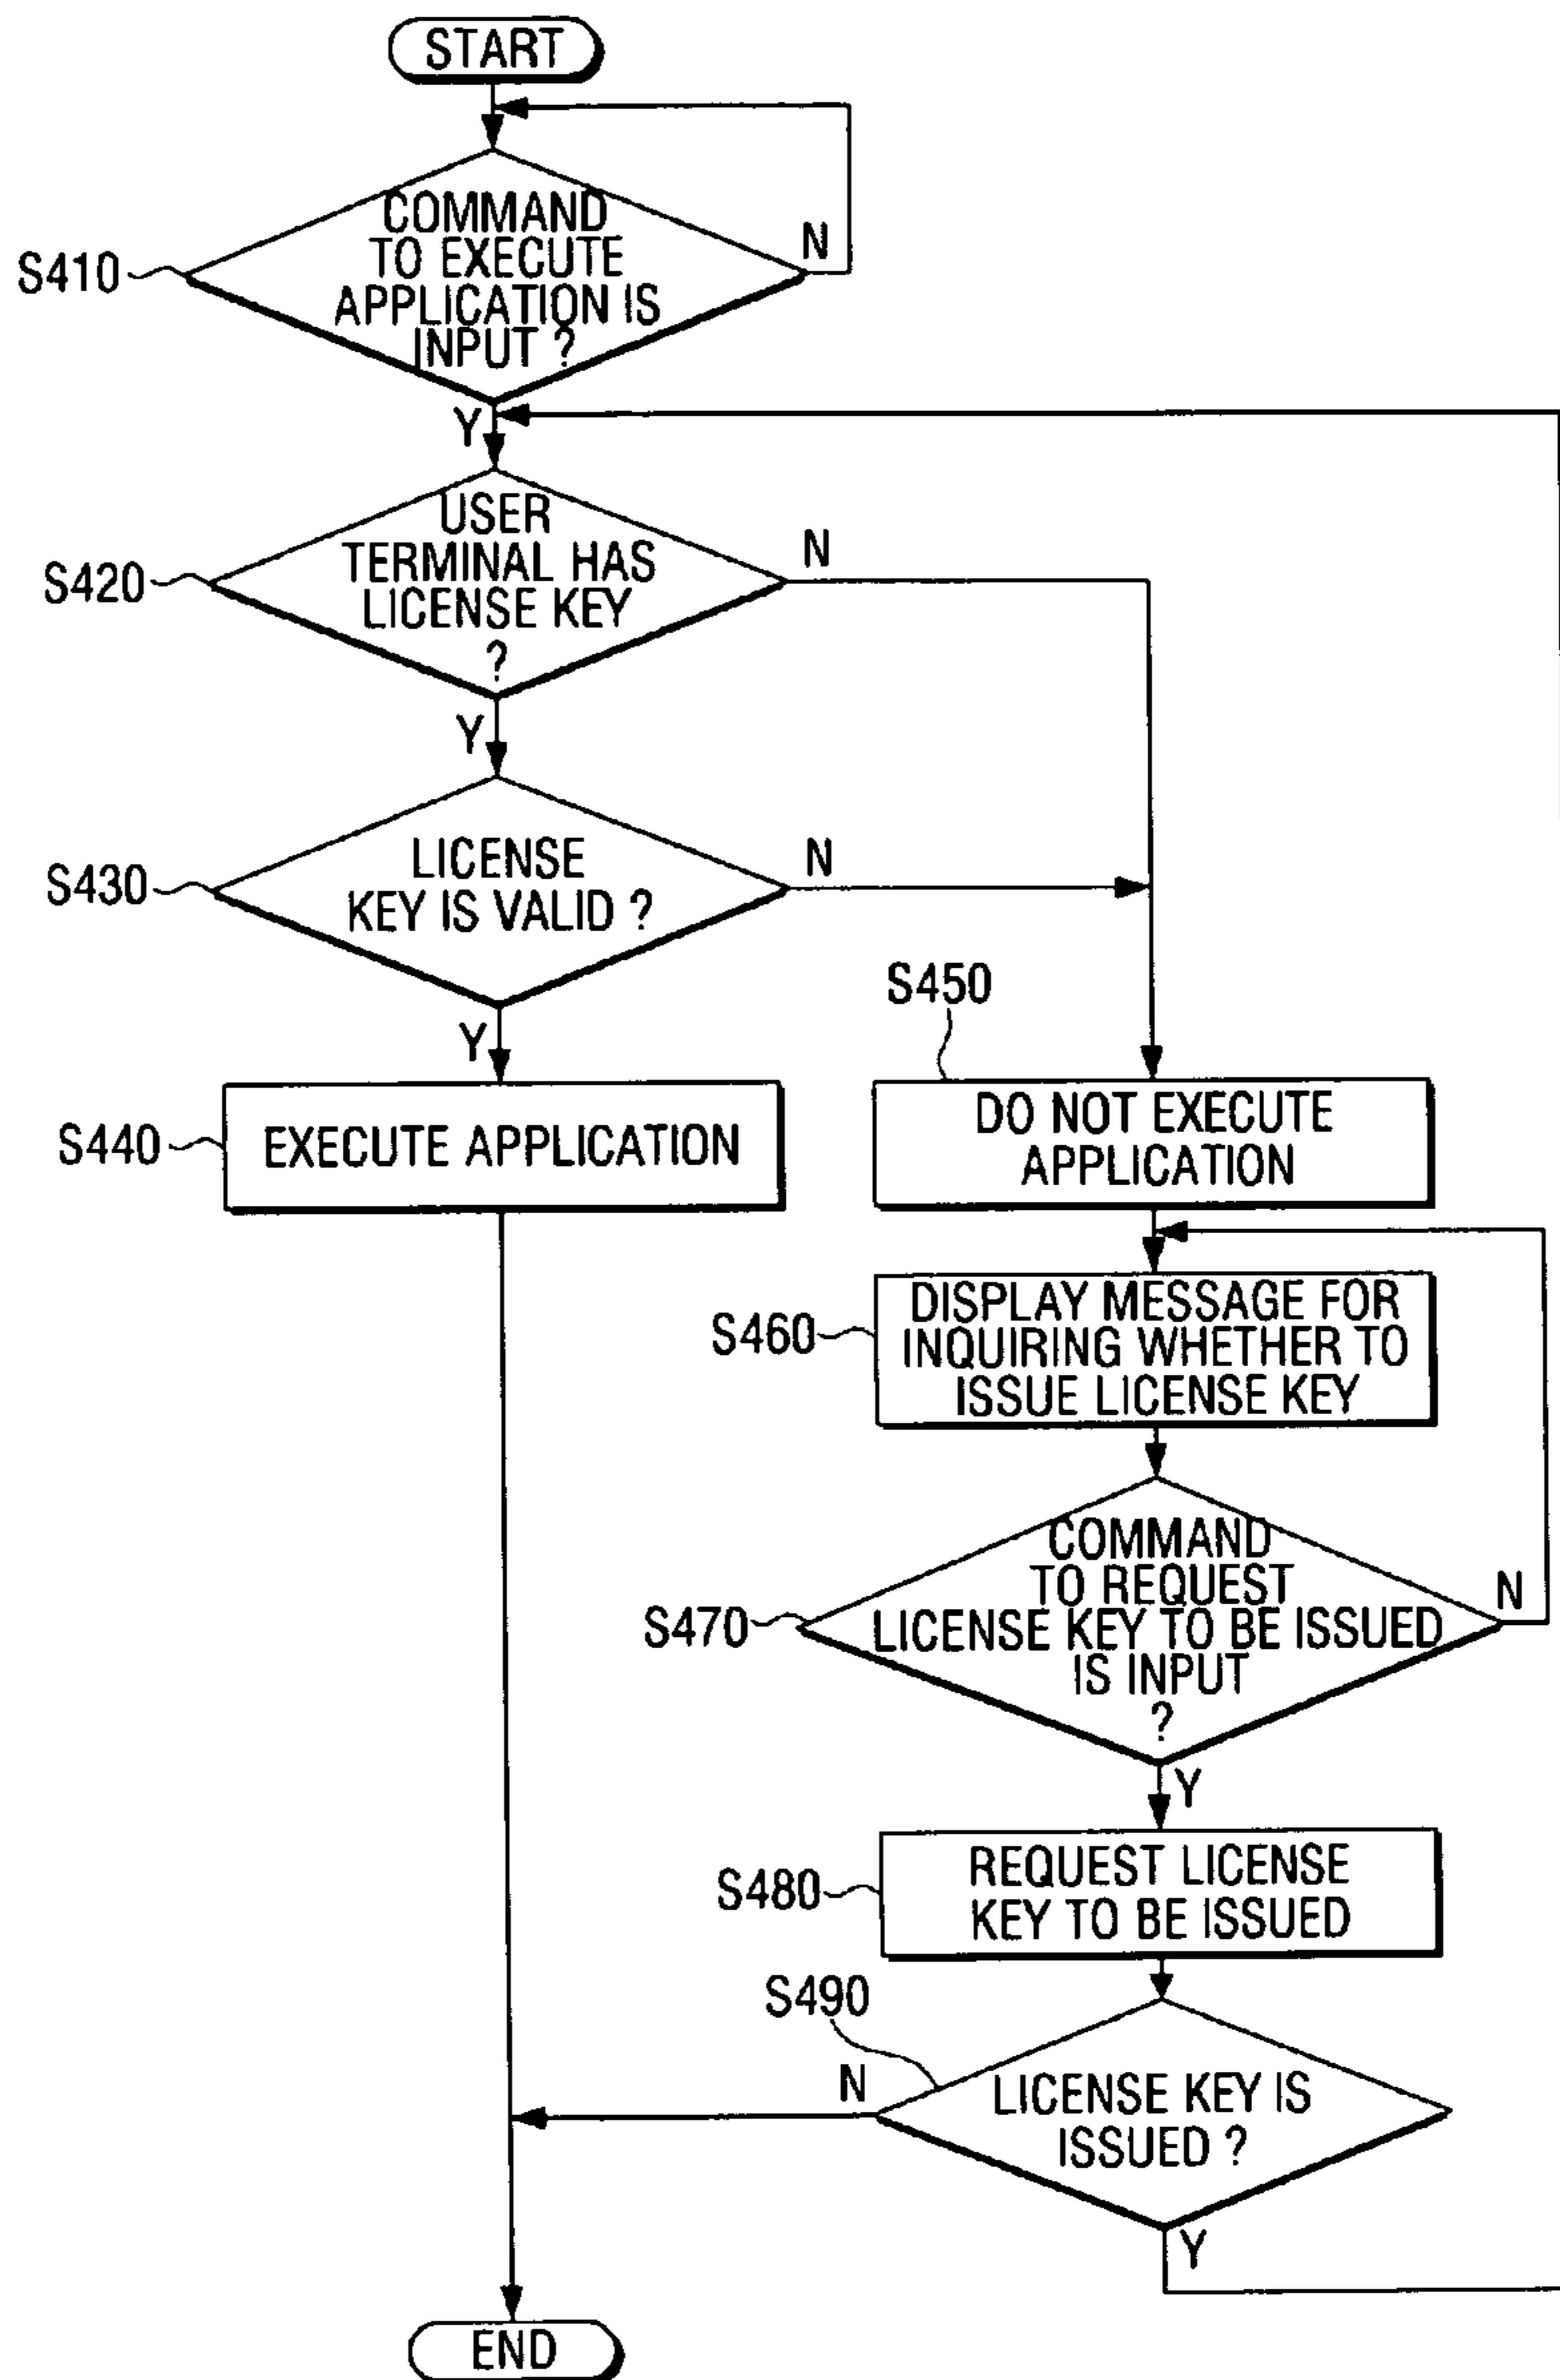 START
COMMAND
TO EXECUTE
APPLICATION IS
INPUT ?
N
S410
Y
USER
TERMINAL HAS
LICENSE KEY
?
N
S420
Y
LICENSE
KEY IS VALID ?
N
S430
Y
S440
EXECUTE APPLICATION
S450
DO NOT EXECUTE
APPLICATION
DISPLAY MESSAGE FOR
INQUIRING WHETHER TO
ISSUE LICENSE KEY
S460
COMMAND
TO REQUEST
LICENSE KEY TO BE ISSUED
IS INPUT
?
N
S470
Y
REQUEST LICENSE
KEY TO BE ISSUED
S480
S490
N
LICENSE KEY IS
ISSUED ?
Y
END